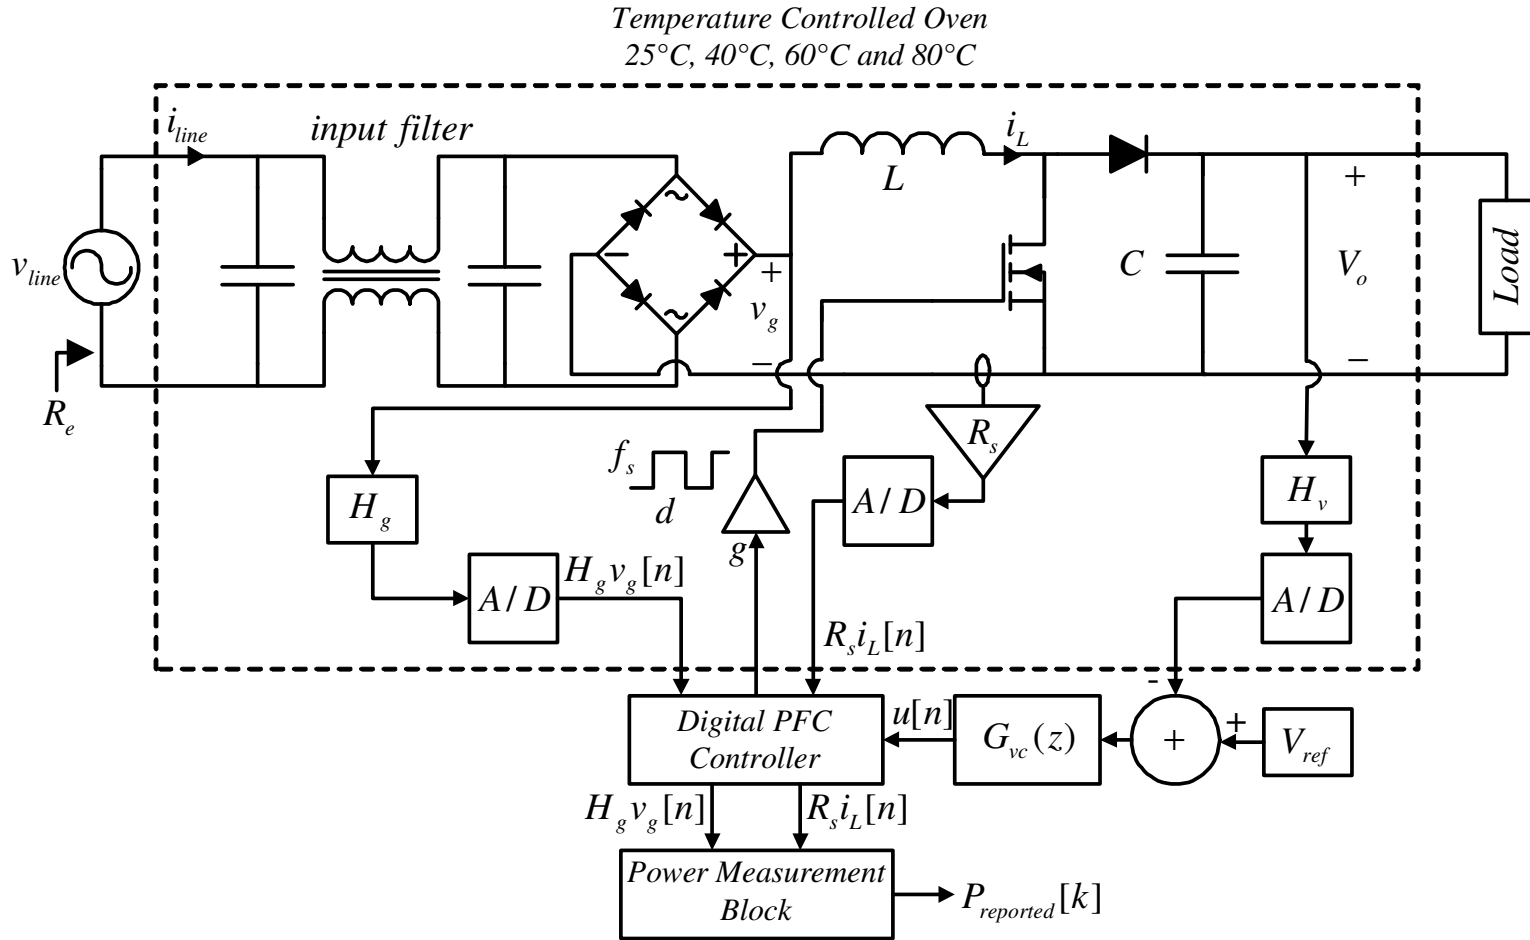 Temperature Controlled Oven
25°C, 40°C, 60°C and 80°C
i_line
input filter
L
i_L
v_line
R_e
~
~
−
+
+
v_g
−
C
+
V_o
−
Load
H_g
f_s
d
g
A/D
R_s
H_v
A/D
H_g v_g[n]
A/D
R_s i_L[n]
-
Digital PFC
Controller
u[n]
G_vc(z)
+
+
V_ref
H_g v_g[n]
R_s i_L[n]
Power Measurement
Block
P_reported[k]